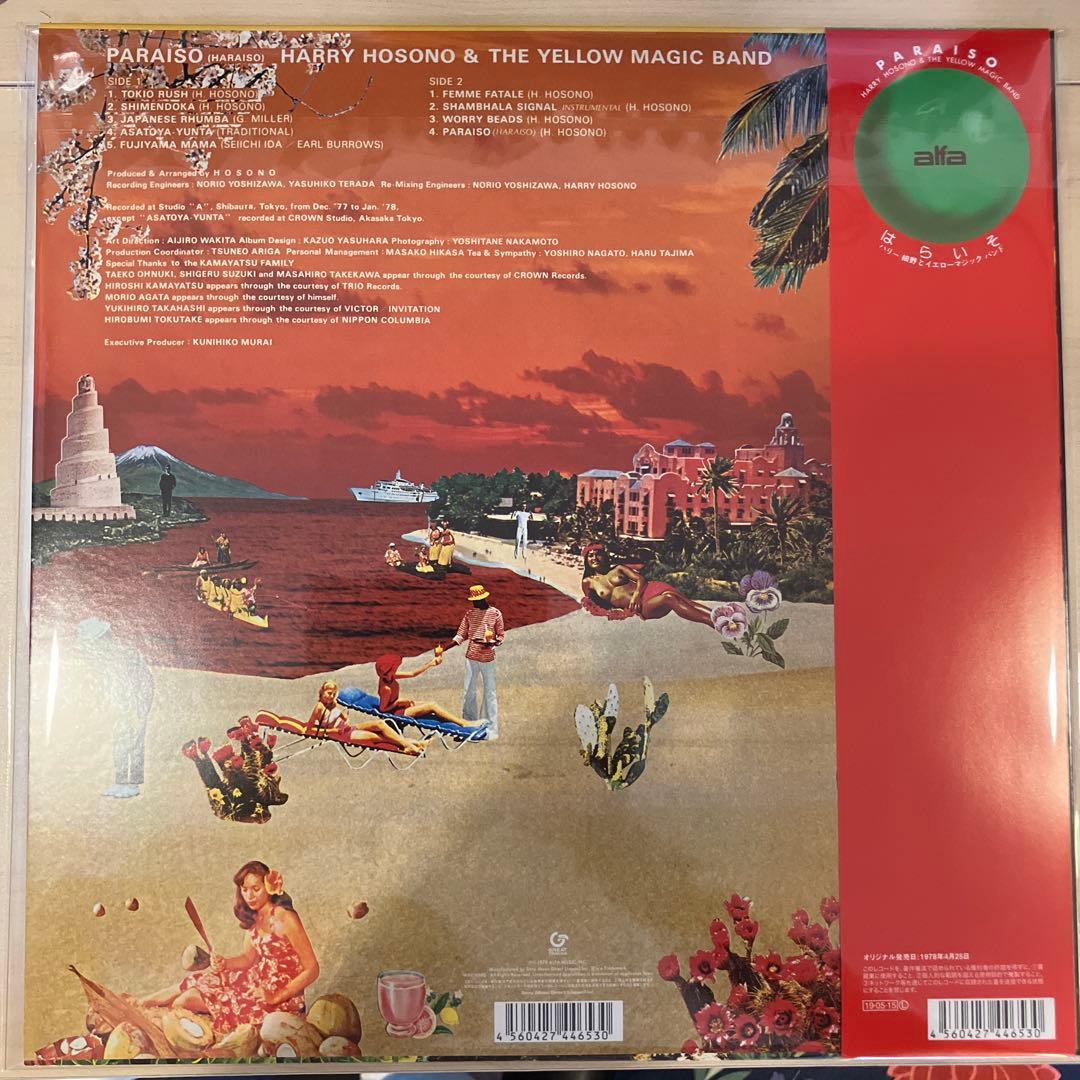 PARAISO (HARAISO) HARRY HOSONO & THE YELLOW MAGIC BAND
SIDE 1
1. TOKIO RUSH (H. HOSONO)
2. SHIMENDOKA (H. HOSONO)
3. JAPANESE RHUMBA (G. MILLER)
4. ASATOYA-YUNTA (TRADITIONAL)
5. FUJIYAMA MAMA (SEIICHI IDA / EARL BURROWS)
SIDE 2
1. FEMME FATALE (H. HOSONO)
2. SHAMBHALA SIGNAL INSTRUMENTAL (H. HOSONO)
3. WORRY BEADS (H. HOSONO)
4. PARAISO (HARAISO) (H. HOSONO)
Produced & Arranged by HOSONO
Recording Engineers : NORIO YOSHIZAWA, YASUHIKO TERADA Re-Mixing Engineers : NORIO YOSHIZAWA, HARRY HOSONO
Recorded at Studio "A", Shibaura, Tokyo, from Dec. '77 to Jan. '78,
except "ASATOYA-YUNTA" recorded at CROWN Studio, Akasaka Tokyo.
Art Direction : AIJIRO WAKITA Album Design : KAZUO YASUHARA Photography : YOSHITANE NAKAMOTO
Production Coordinator : TSUNEO ARIGA Personal Management : MASAKO HIKASA Tea & Sympathy : YOSHIRO NAGATO, HARU TAJIMA
Special Thanks to the KAMAYATSU FAMILY
TAEKO OHNUKI, SHIGERU SUZUKI and MASAHIRO TAKEKAWA appear through the courtesy of CROWN Records.
HIROSHI KAMAYATSU appears through the courtesy of TRIO Records.
MORIO AGATA appears through the courtesy of himself.
YUKIHIRO TAKAHASHI appears through the courtesy of VICTOR / INVITATION
HIROBUMI TOKUTAKE appears through the courtesy of NIPPON COLUMBIA
Executive Producer : KUNIHIKO MURAI
4 560427 446530
PARAISO
HARRY HOSONO & THE YELLOW MAGIC BAND
alfa
はらいそ
ハリー細野とイエローマジックバンド
オリジナル発売日：1978年4月25日
19·05·15 Ⓛ
4 560427 446530